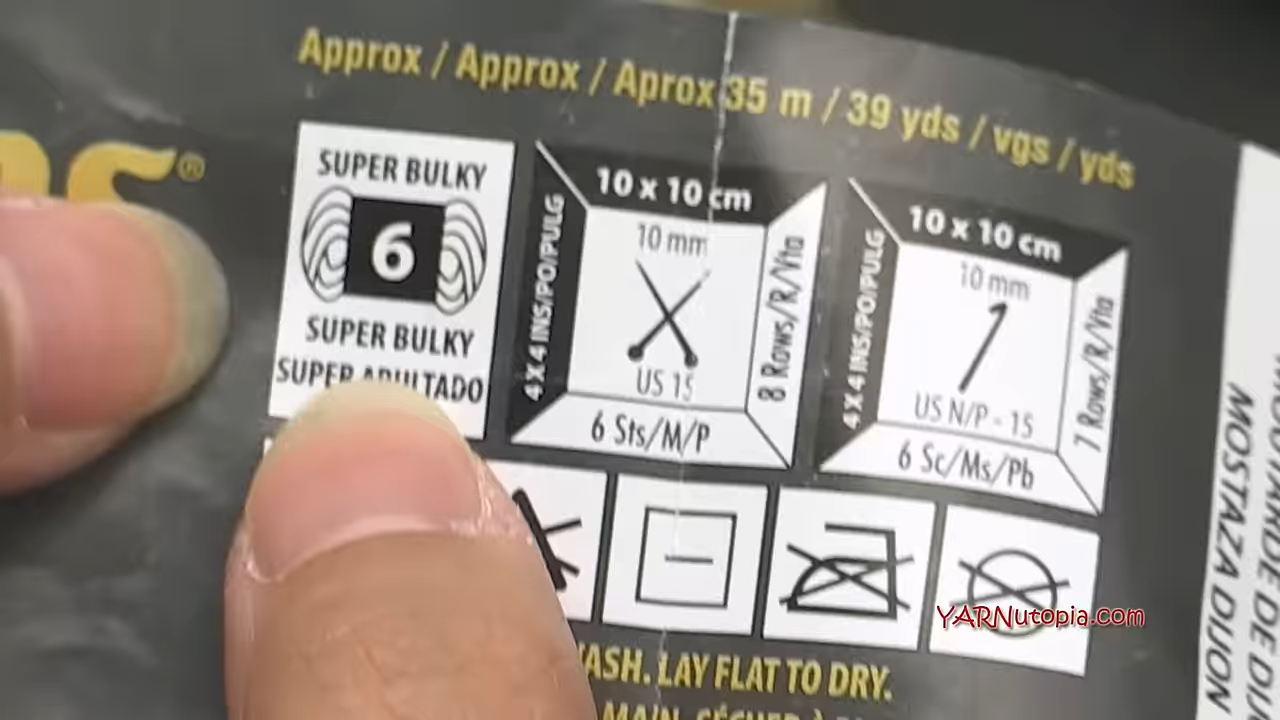 Approx / Approx / Aprox 35 m / 39 yds / vgs / yds
®
SUPER BULKY
6
SUPER BULKY
SUPER
10 x 10 cm
4 X 4 INS/PO/PULG
10 mm
US 15
8 Rows/R/Vta
6 Sts/M/P
10 x 10 cm
4 X 4 INS/PO/PULG
10 mm
US N/P - 15
7 Rows/R/Vta
6 Sc/Ms/Pb
LAY FLAT TO DRY.
MOSTAZA DIJON
YARNutopia.com